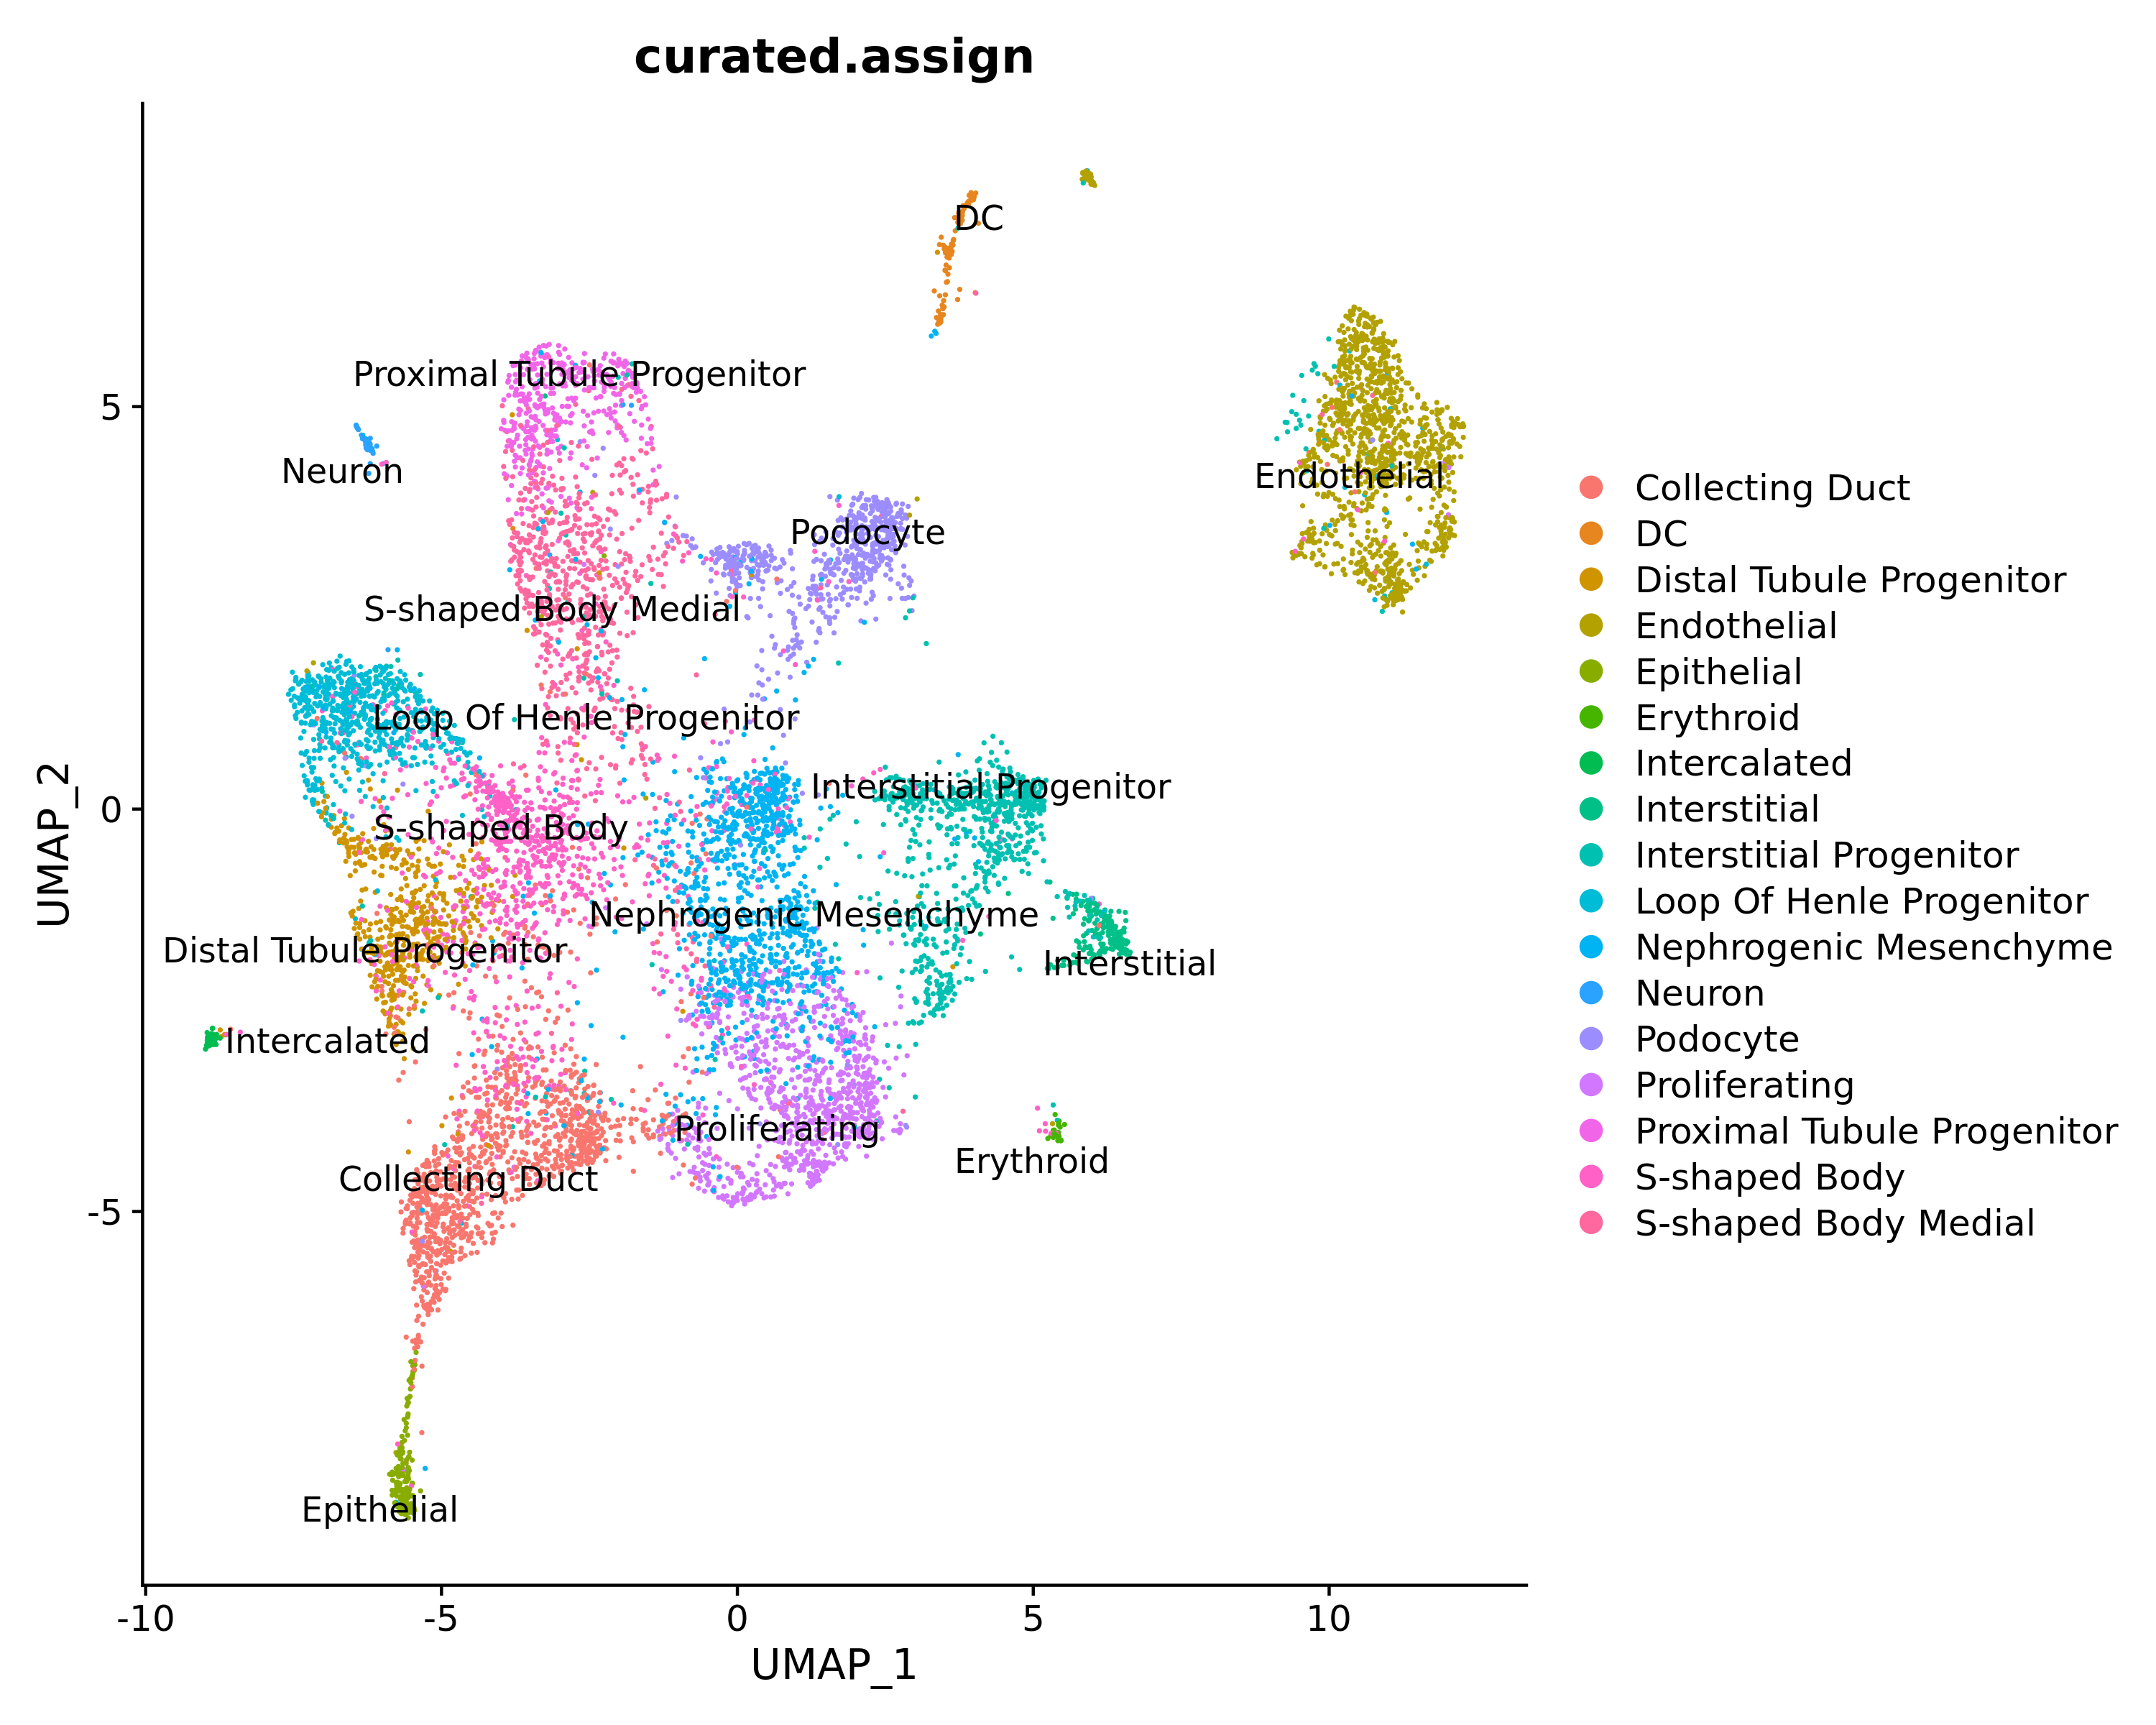 curated.assign
DC
Proximal Tubule Progenitor
Neuron
Endothelial
Podocyte
S-shaped Body Medial
Loop Of Henle Progenitor
Interstitial Progenitor
S-shaped Body
Nephrogenic Mesenchyme
Distal Tubule Progenitor
Interstitial
Intercalated
Proliferating
Erythroid
Collecting Duct
Epithelial
5
0
-5
UMAP_2
-10
-5
0
5
10
UMAP_1
Collecting Duct
DC
Distal Tubule Progenitor
Endothelial
Epithelial
Erythroid
Intercalated
Interstitial
Interstitial Progenitor
Loop Of Henle Progenitor
Nephrogenic Mesenchyme
Neuron
Podocyte
Proliferating
Proximal Tubule Progenitor
S-shaped Body
S-shaped Body Medial